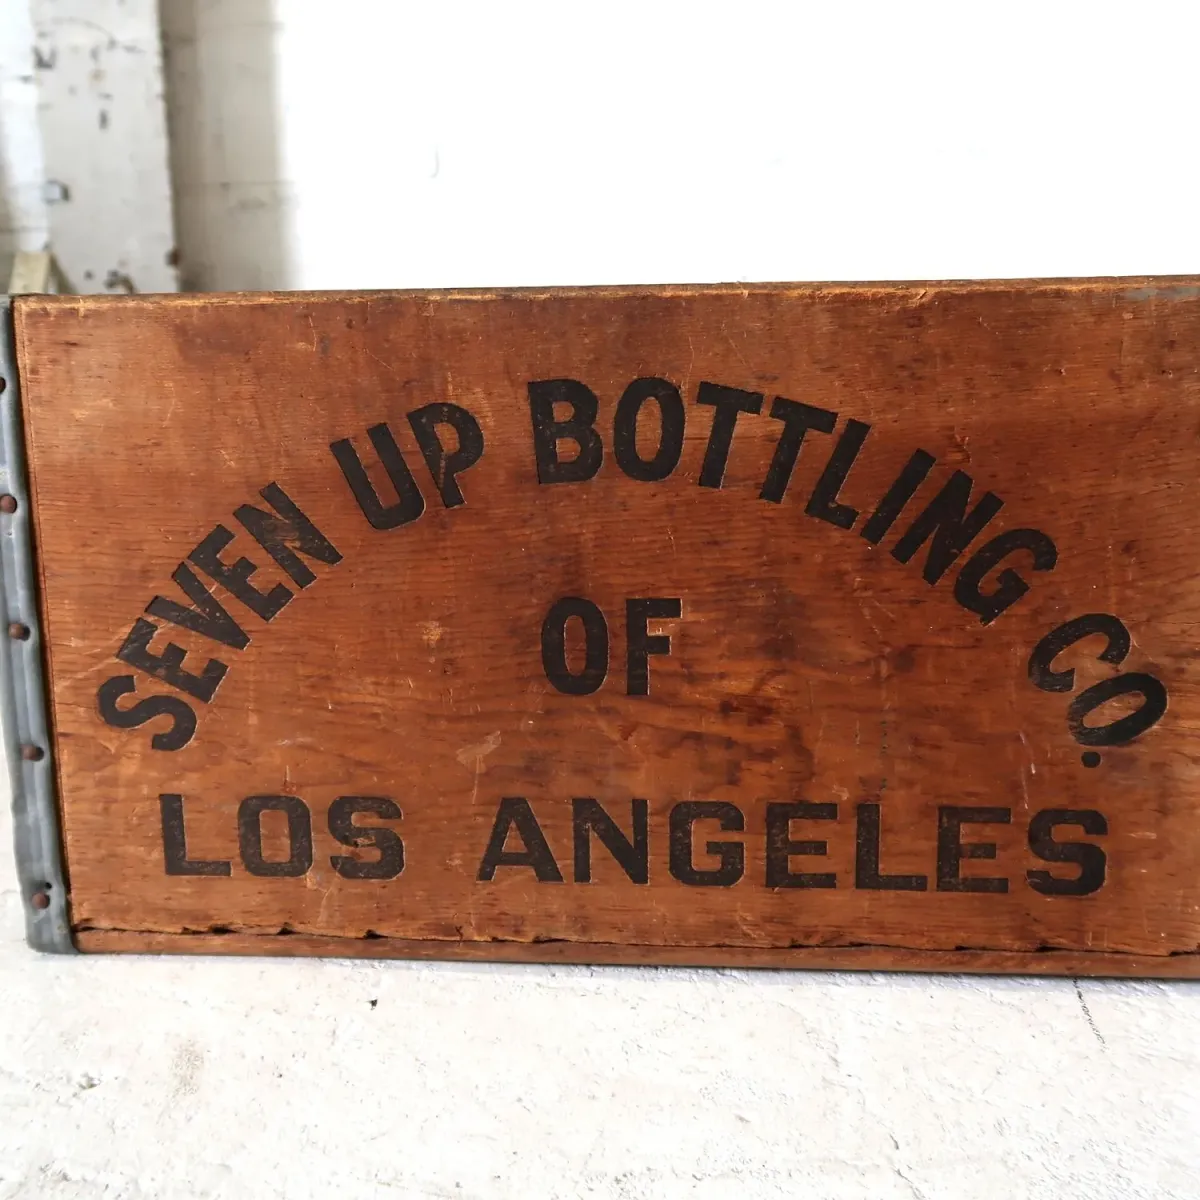 SEVEN UP BOTTLING CO.
OF
LOS ANGELES